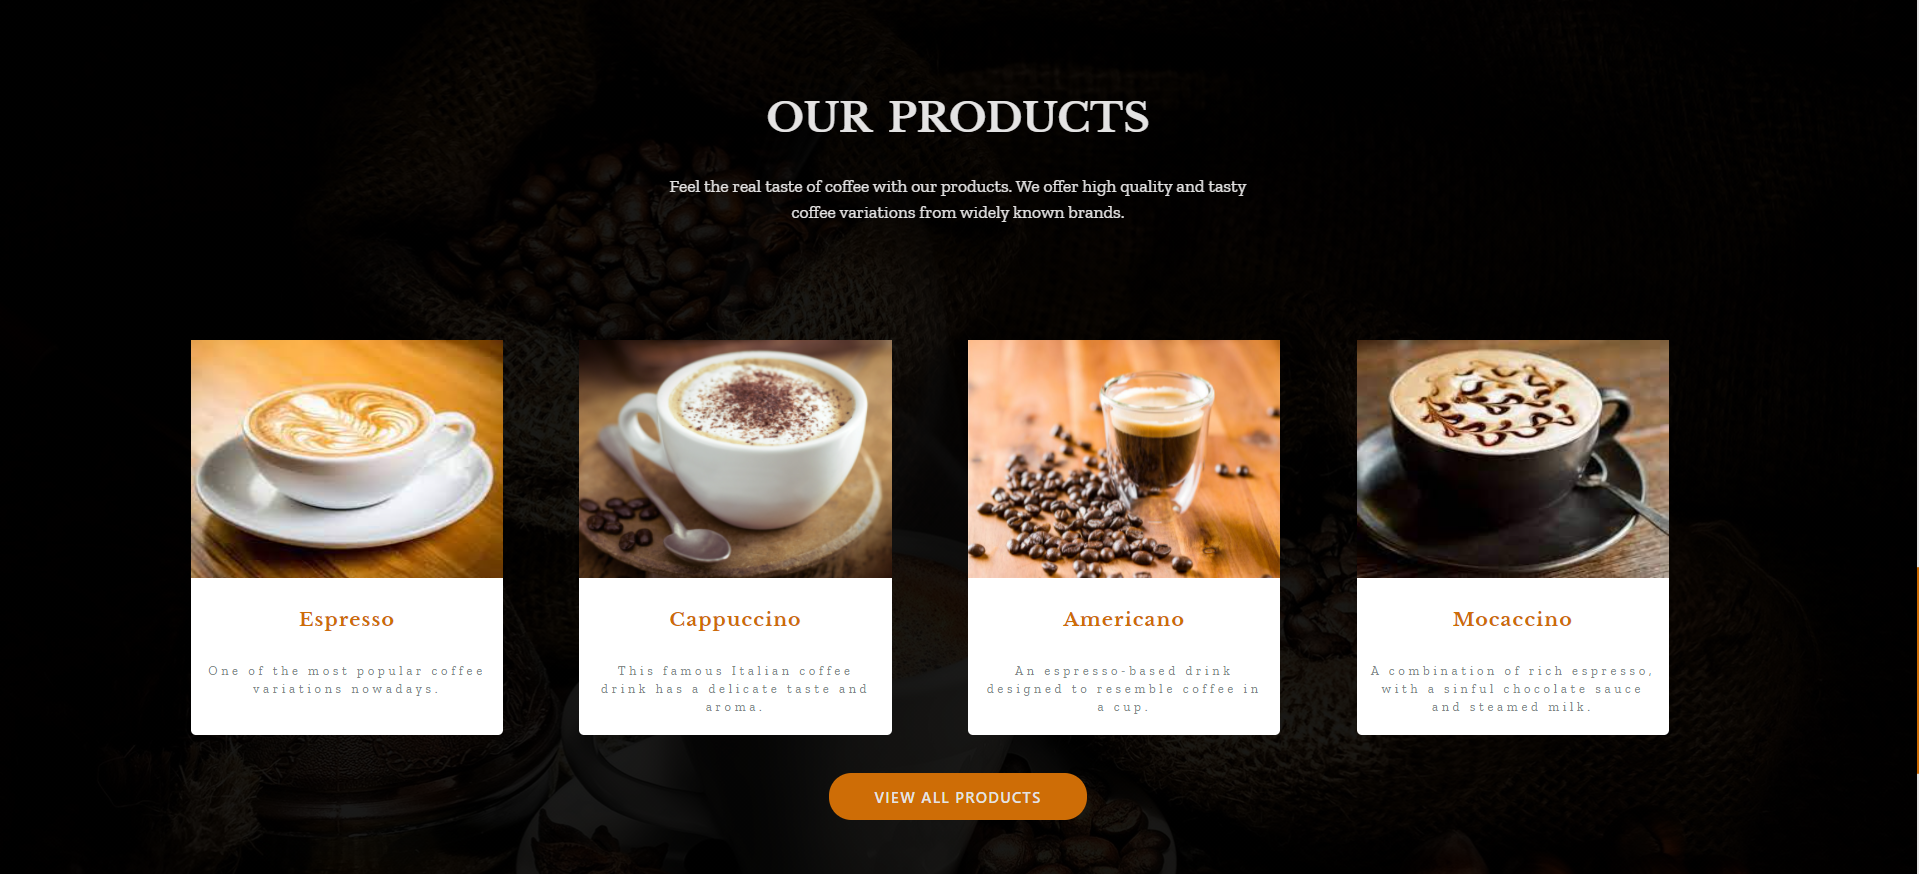 OUR PRODUCTS
Feel the real taste of coffee with our products. We offer high quality and tasty
coffee variations from widely known brands.
Espresso
One of the most popular coffee
variations nowadays.
Cappuccino
This famous Italian coffee
drink has a delicate taste and
aroma.
Americano
An espresso-based drink
designed to resemble coffee in
a cup.
Mocaccino
A combination of rich espresso,
with a sinful chocolate sauce
and steamed milk.
VIEW ALL PRODUCTS